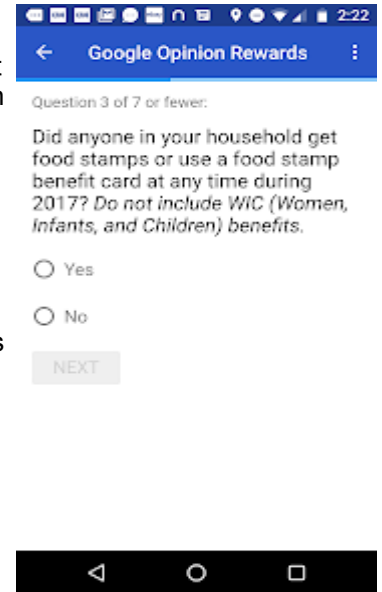 2:22
Google Opinion Rewards
Question 3 of 7 or fewer:
Did anyone in your household get
food stamps or use a food stamp
benefit card at any time during
2017? Do not include WIC (Women,
Infants, and Children) benefits.
Yes
No
NEXT